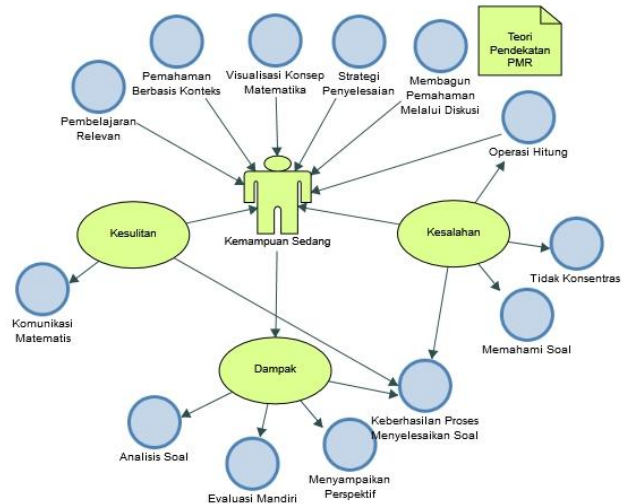 Teori
Pendekatan
PMR
Pemahaman
Berbasis Konteks
Visualisasi Konsep
Matematika
Strategi
Penyelesaian
Membagun
Pemahaman
Melalui Diskusi
Pembelajaran
Relevan
Operasi Hitung
Kesulitan
Kemampuan Sedang
Kesalahan
Tidak Konsentras
Komunikasi
Matematis
Memahami Soal
Dampak
Keberhasilan Proses
Menyelesaikan Soal
Analisis Soal
Evaluasi Mandiri
Menyampaikan
Perspektif